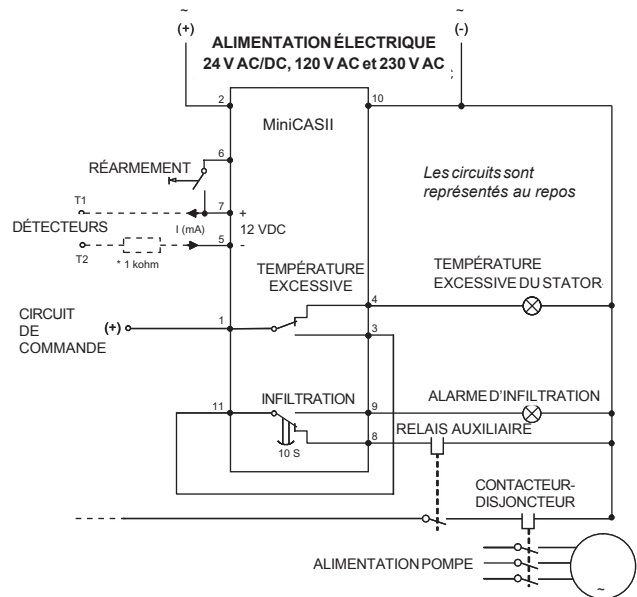 ~
(+)
~
(-)
ALIMENTATION ÉLECTRIQUE
24 V AC/DC, 120 V AC et 230 V AC ;
2
10
MiniCASII
6
RÉARMEMENT
Les circuits sont
représentés au repos
T1
7
+
DÉTECTEURS
I (mA)
12 VDC
5
-
T2
* 1 kohm
TEMPÉRATURE
EXCESSIVE
TEMPÉRATURE
EXCESSIVE DU STATOR
4
CIRCUIT
DE
COMMANDE
(+)
1
3
11
INFILTRATION
9
ALARME D'INFILTRATION
RELAIS AUXILIAIRE
8
10 S
CONTACTEUR-
DISJONCTEUR
ALIMENTATION POMPE
~